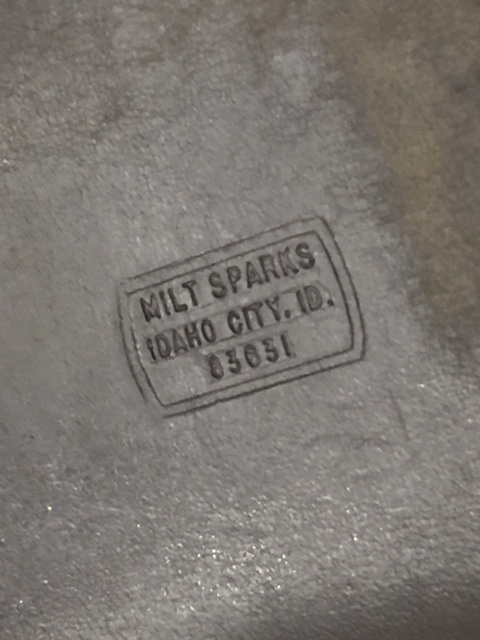 MILT SPARKS
IDAHO CITY, ID.
83631